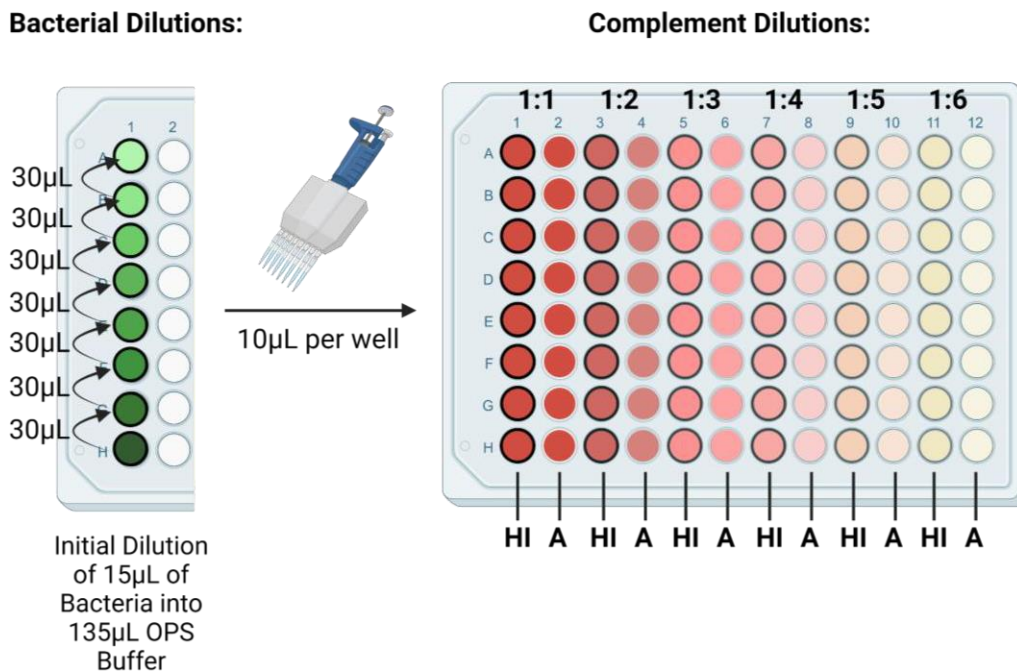 Bacterial Dilutions:
Complement Dilutions:
1 2
A
B
30µL
30µL
30µL
30µL
30µL
30µL
30µL
H
Initial Dilution
of 15µL of
Bacteria into
135µL OPS
Buffer
10µL per well
1:1 1:2 1:3 1:4 1:5 1:6
1 2 3 4 5 6 7 8 9 10 11 12
A
B
C
D
E
F
G
H
HI A HI A HI A HI A HI A HI A